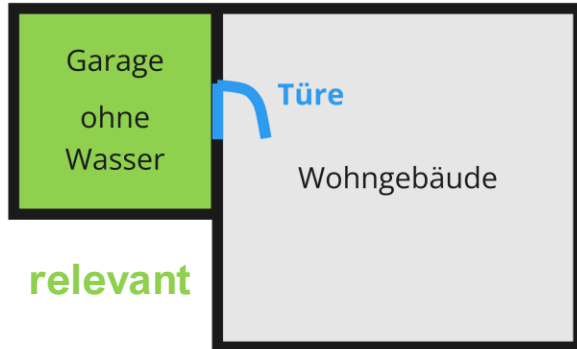 Garage
ohne
Wasser
Türe
Wohngebäude
relevant